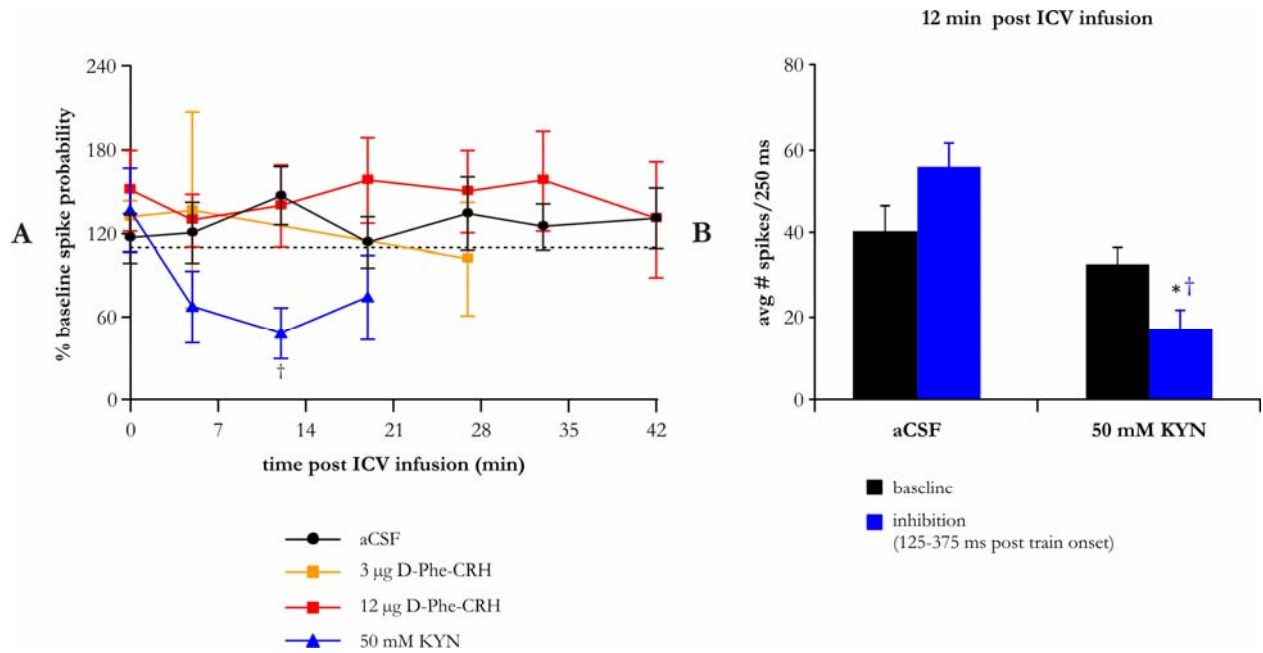 A
% baseline spike probability
240
180
120
60
0
0 7 14 21 28 35 42
†
time post ICV infusion (min)
aCSF
3 µg D-Phe-CRH
12 µg D-Phe-CRH
50 mM KYN
B
12 min post ICV infusion
avg # spikes/250 ms
80
60
40
20
0
*†
aCSF 50 mM KYN
baseline
inhibition
(125-375 ms post train onset)